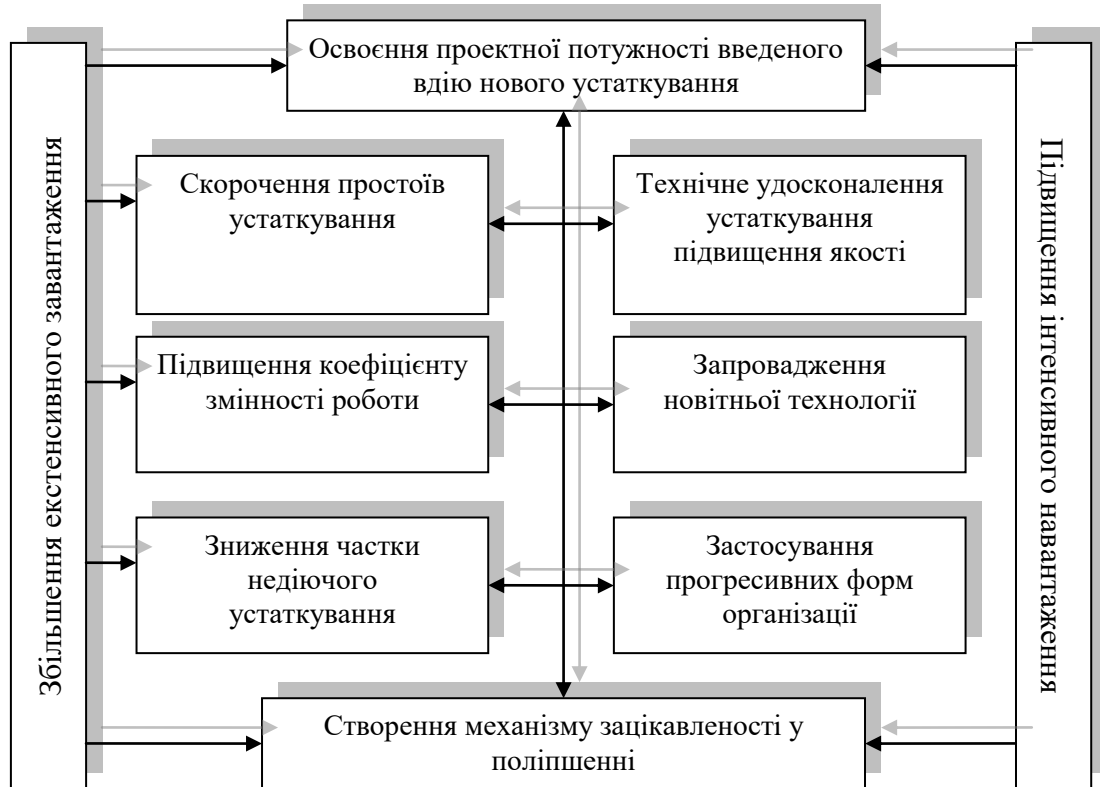 Освоєння проектної потужності введеного
вдію нового устаткування
Збільшення екстенсивного завантаження
Скорочення простоїв
устаткування
Технічне удосконалення
устаткування
підвищення якості
Підвищення коефіцієнту
змінності роботи
Запровадження
новітньої технології
Зниження частки
недіючого
устаткування
Застосування
прогресивних форм
організації
Створення механізму зацікавленості у
поліпшенні
Підвищення інтенсивного навантаження